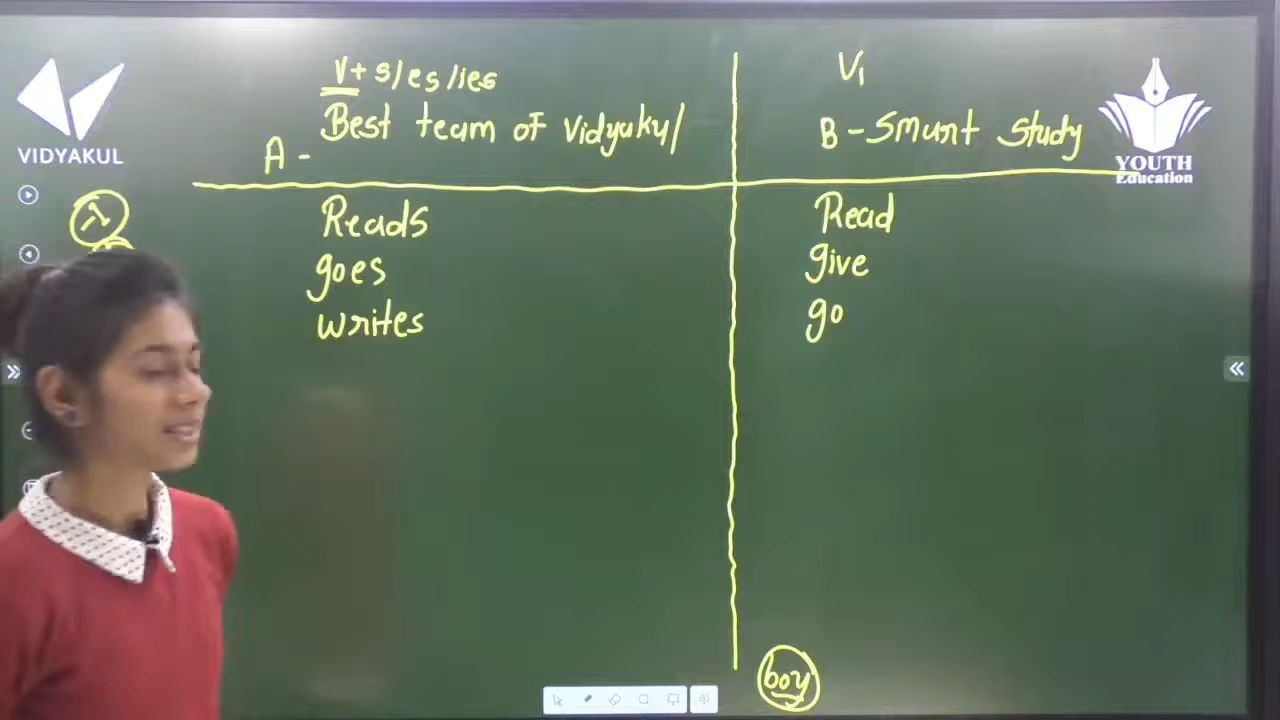 V+ s/es/ies
A - Best team of Vidyakul
Reads
goes
writes
V1
B - Smart Study
Read
give
go
boy
VIDYAKUL
YOUTH
Education